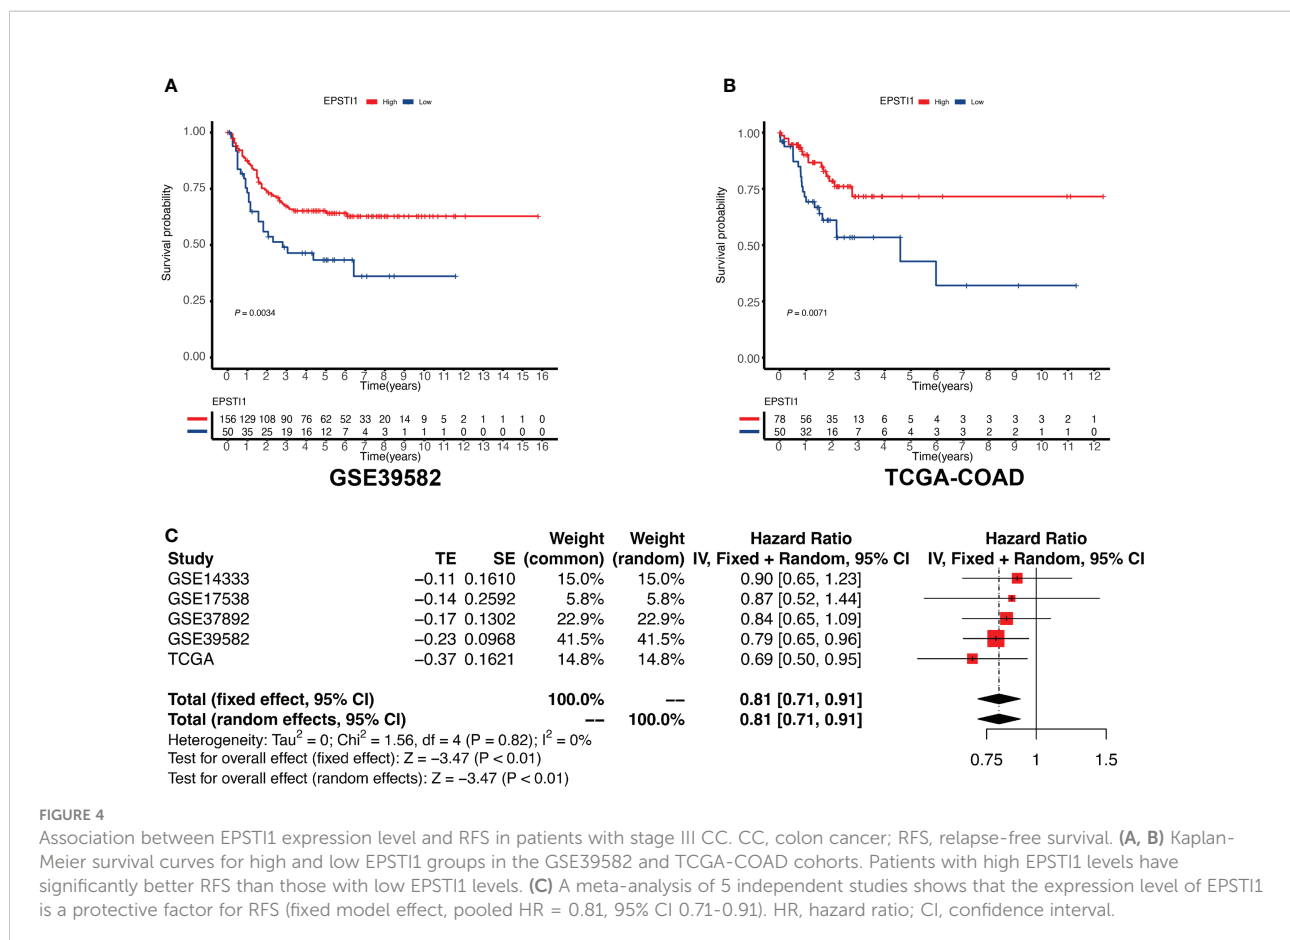 A
EPSTI1 High Low
1.00
0.75
0.50
0.25
0.00
Survival probability
P = 0.0034
0 1 2 3 4 5 6 7 8 9 10 11 12 13 14 15 16
Time(years)
EPSTI1
156 129 108 90 76 62 52 33 20 14 9 5 2 1 1 1 0
50 35 25 19 16 12 7 4 3 1 1 1 0 0 0 0 0
0 1 2 3 4 5 6 7 8 9 10 11 12 13 14 15 16
Time(years)
GSE39582
B
EPSTI1 High Low
1.00
0.75
0.50
0.25
0.00
Survival probability
P = 0.0071
0 1 2 3 4 5 6 7 8 9 10 11 12
Time(years)
EPSTI1
78 56 35 13 6 5 4 3 3 3 3 2 1
50 32 16 7 6 4 3 3 2 2 1 1 0
0 1 2 3 4 5 6 7 8 9 10 11 12
Time(years)
TCGA-COAD
C
Weight Weight Hazard Ratio Hazard Ratio
Study TE SE (common) (random) IV, Fixed + Random, 95% CI IV, Fixed + Random, 95% CI
GSE14333 −0.11 0.1610 15.0% 15.0% 0.90 [0.65, 1.23]
GSE17538 −0.14 0.2592 5.8% 5.8% 0.87 [0.52, 1.44]
GSE37892 −0.17 0.1302 22.9% 22.9% 0.84 [0.65, 1.09]
GSE39582 −0.23 0.0968 41.5% 41.5% 0.79 [0.65, 0.96]
TCGA −0.37 0.1621 14.8% 14.8% 0.69 [0.50, 0.95]
Total (fixed effect, 95% CI) 100.0% −− 0.81 [0.71, 0.91]
Total (random effects, 95% CI) −− 100.0% 0.81 [0.71, 0.91]
Heterogeneity: Tau² = 0; Chi² = 1.56, df = 4 (P = 0.82); I² = 0%
Test for overall effect (fixed effect): Z = −3.47 (P < 0.01)
Test for overall effect (random effects): Z = −3.47 (P < 0.01)
0.75 1 1.5
FIGURE 4
Association between EPSTI1 expression level and RFS in patients with stage III CC. CC, colon cancer; RFS, relapse-free survival. (A, B) Kaplan-
Meier survival curves for high and low EPSTI1 groups in the GSE39582 and TCGA-COAD cohorts. Patients with high EPSTI1 levels have
significantly better RFS than those with low EPSTI1 levels. (C) A meta-analysis of 5 independent studies shows that the expression level of EPSTI1
is a protective factor for RFS (fixed model effect, pooled HR = 0.81, 95% CI 0.71-0.91). HR, hazard ratio; CI, confidence interval.